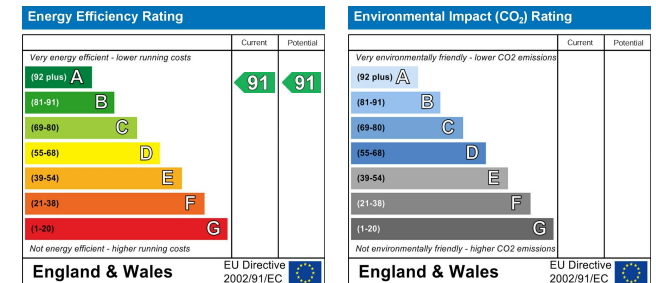 Energy Efficiency Rating
Current Potential
Very energy efficient - lower running costs
(92 plus) A
91 91
(81-91) B
(69-80) C
(55-68) D
(39-54) E
(21-38) F
(1-20) G
Not energy efficient - higher running costs
England & Wales
EU Directive
2002/91/EC
Environmental Impact (CO₂) Rating
Current Potential
Very environmentally friendly - lower CO2 emissions
(92 plus) A
(81-91) B
(69-80) C
(55-68) D
(39-54) E
(21-38) F
(1-20) G
Not environmentally friendly - higher CO2 emissions
England & Wales
EU Directive
2002/91/EC